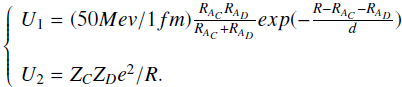 U_1 = (50Mev/1fm) \frac{R_{A_C} R_{A_D}}{R_{A_C}+R_{A_D}} exp(-\frac{R-R_{A_C}-R_{A_D}}{d})
U_2 = Z_C Z_D e^2/R.